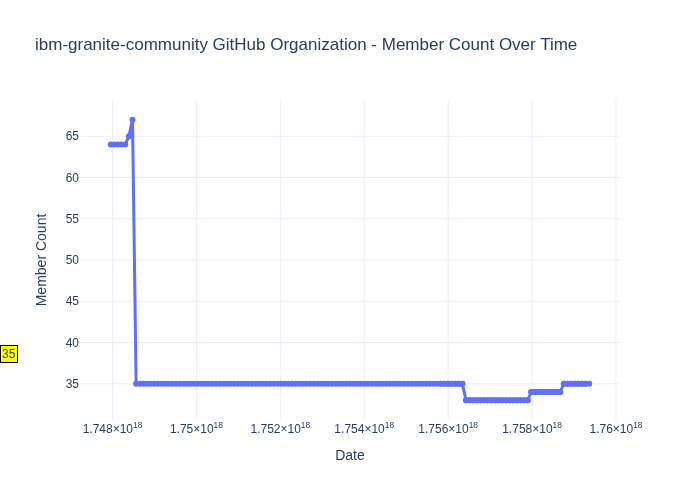 ibm-granite-community GitHub Organization - Member Count Over Time
65
60
55
50
45
40
35
Member Count
35
1.748×10¹⁸ 1.75×10¹⁸ 1.752×10¹⁸ 1.754×10¹⁸ 1.756×10¹⁸ 1.758×10¹⁸ 1.76×10¹⁸
Date